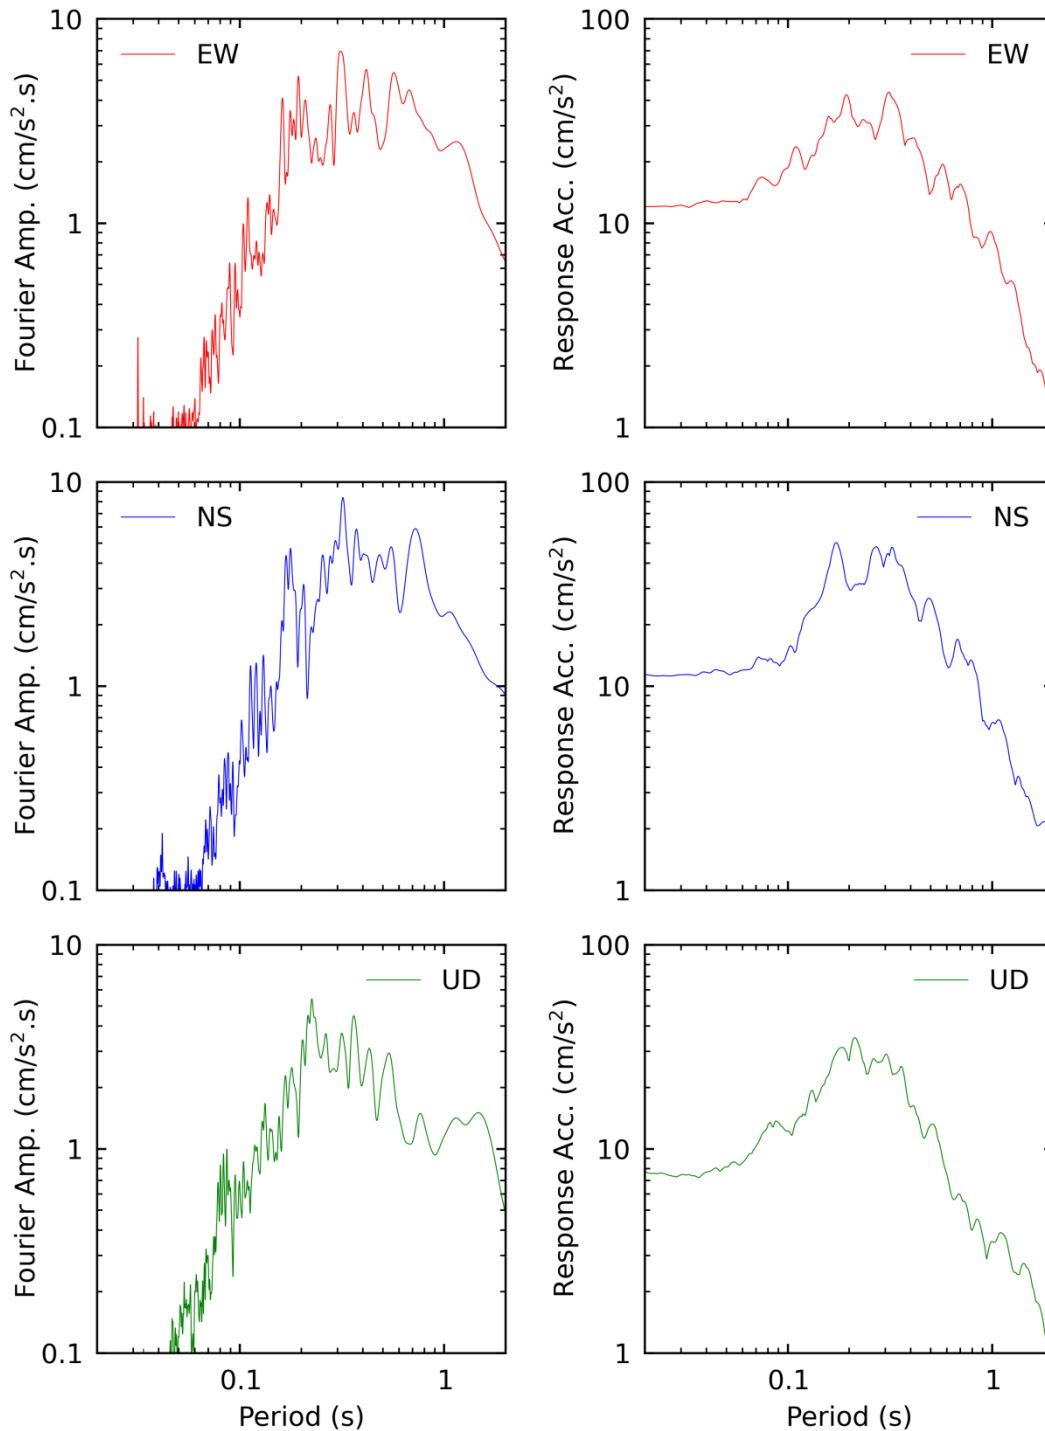 10
EW
1
0.1
Fourier Amp. (cm/s².s)
100
EW
10
1
Response Acc. (cm/s²)
10
NS
1
0.1
Fourier Amp. (cm/s².s)
100
NS
10
1
Response Acc. (cm/s²)
10
UD
1
0.1
Fourier Amp. (cm/s².s)
0.1
1
Period (s)
100
UD
10
1
Response Acc. (cm/s²)
0.1
1
Period (s)